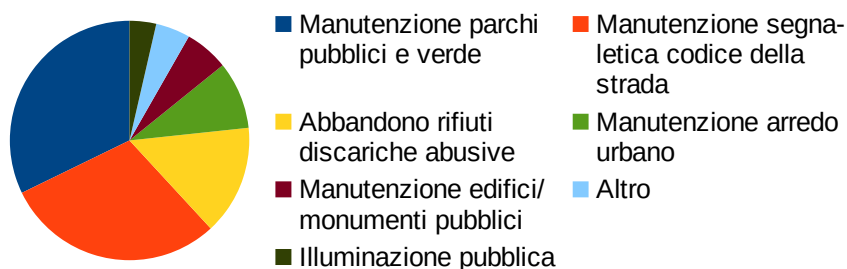 Manutenzione parchi
pubblici e verde
Manutenzione segna-
letica codice della
strada
Abbandono rifiuti
discariche abusive
Manutenzione arredo
urbano
Manutenzione edifici/
monumenti pubblici
Altro
Illuminazione pubblica